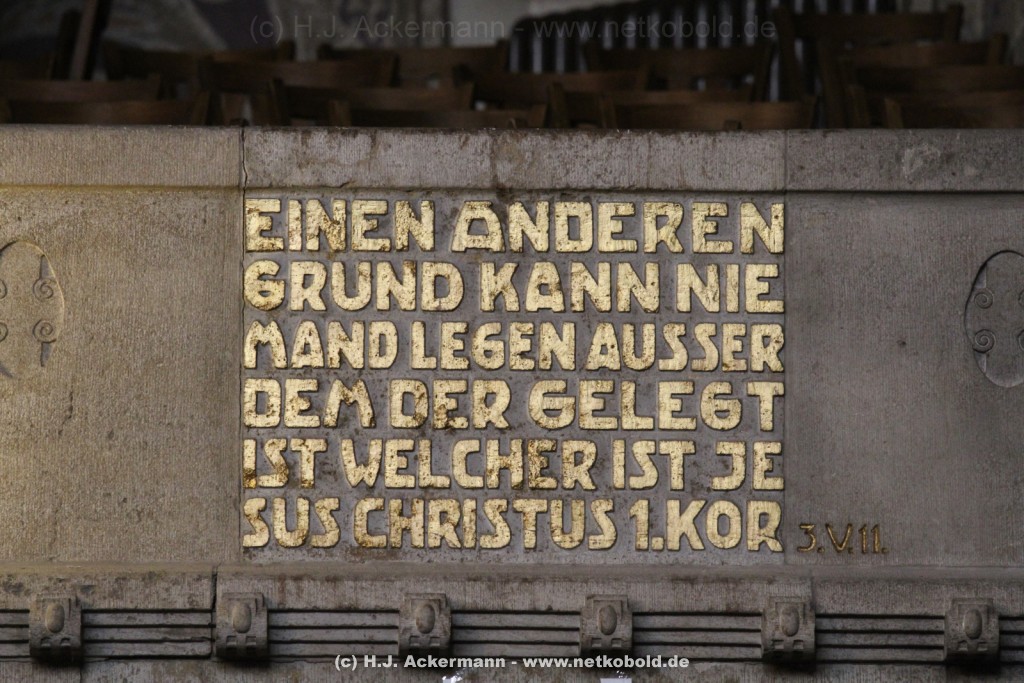 (c) H.J. Ackermann - www.netkobold.de
EINEN ANDEREN
GRUND KANN NIE
MAND LEGEN AUSSER
DEM DER GELEGT
IST WELCHER IST JE
SUS CHRISTUS 1.KOR 3.V.11.
(c) H.J. Ackermann - www.netkobold.de